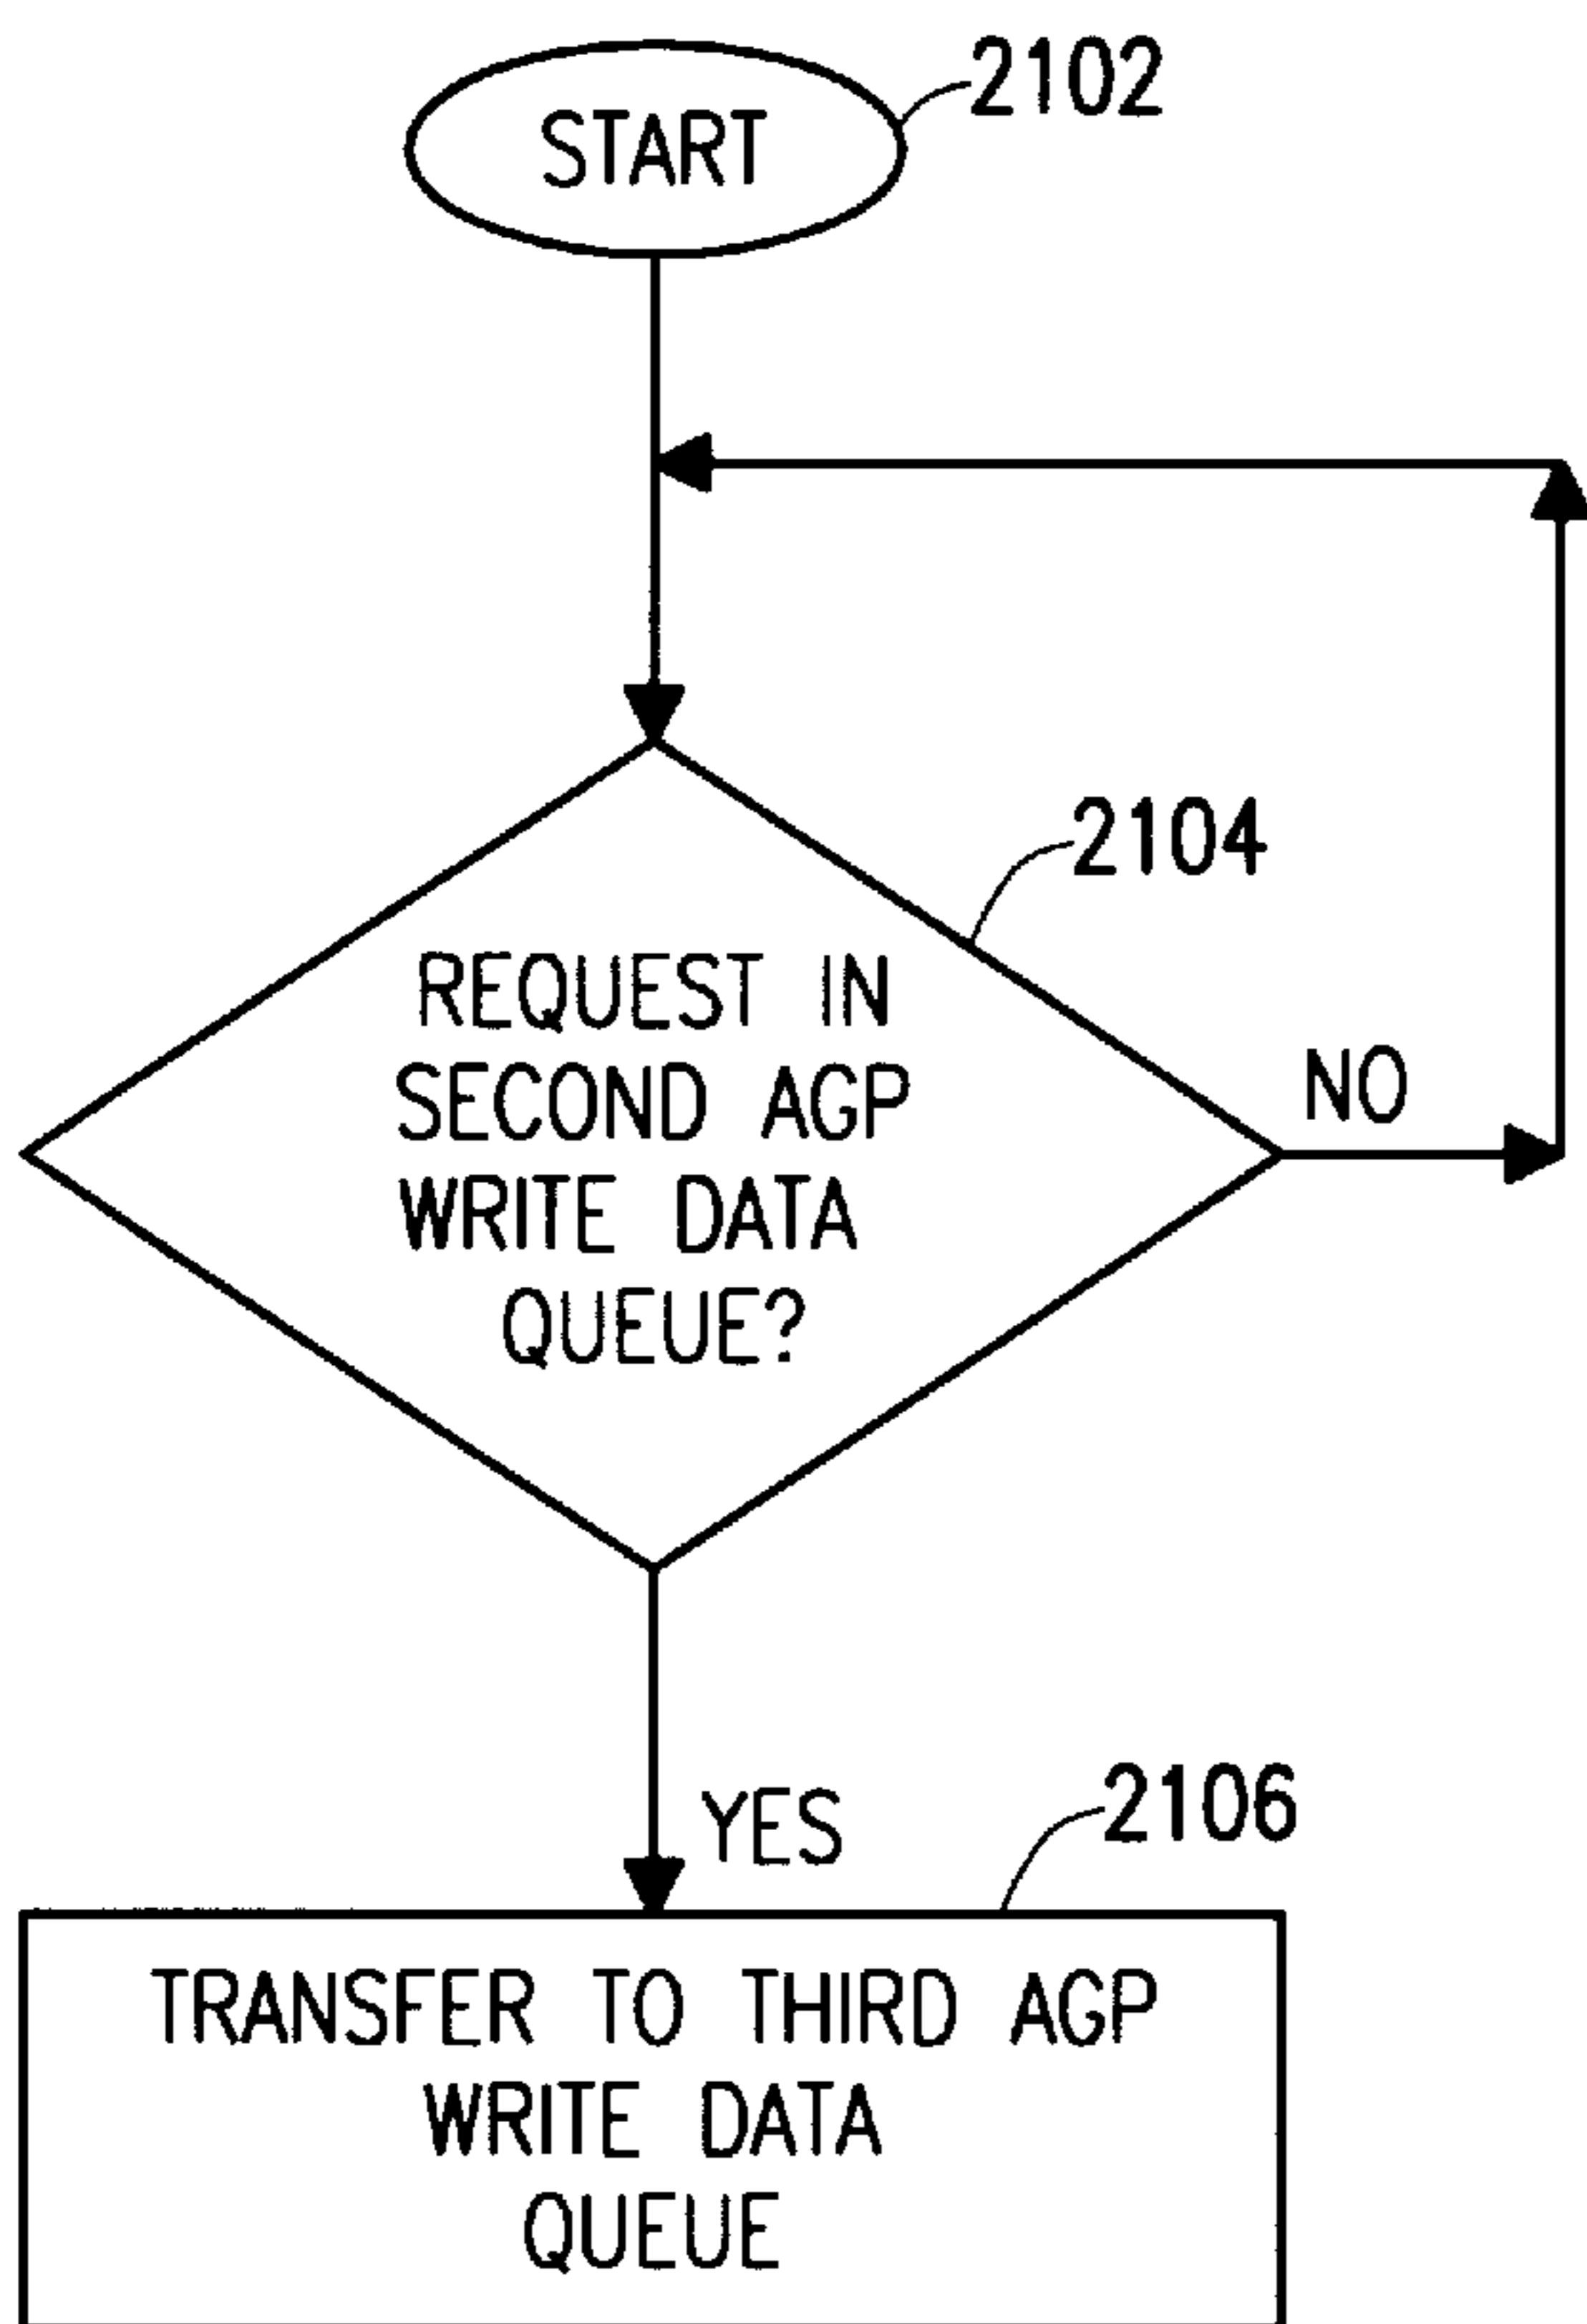 START
2102
2104
REQUEST IN
SECOND AGP
WRITE DATA
QUEUE?
NO
YES
2106
TRANSFER TO THIRD AGP
WRITE DATA
QUEUE